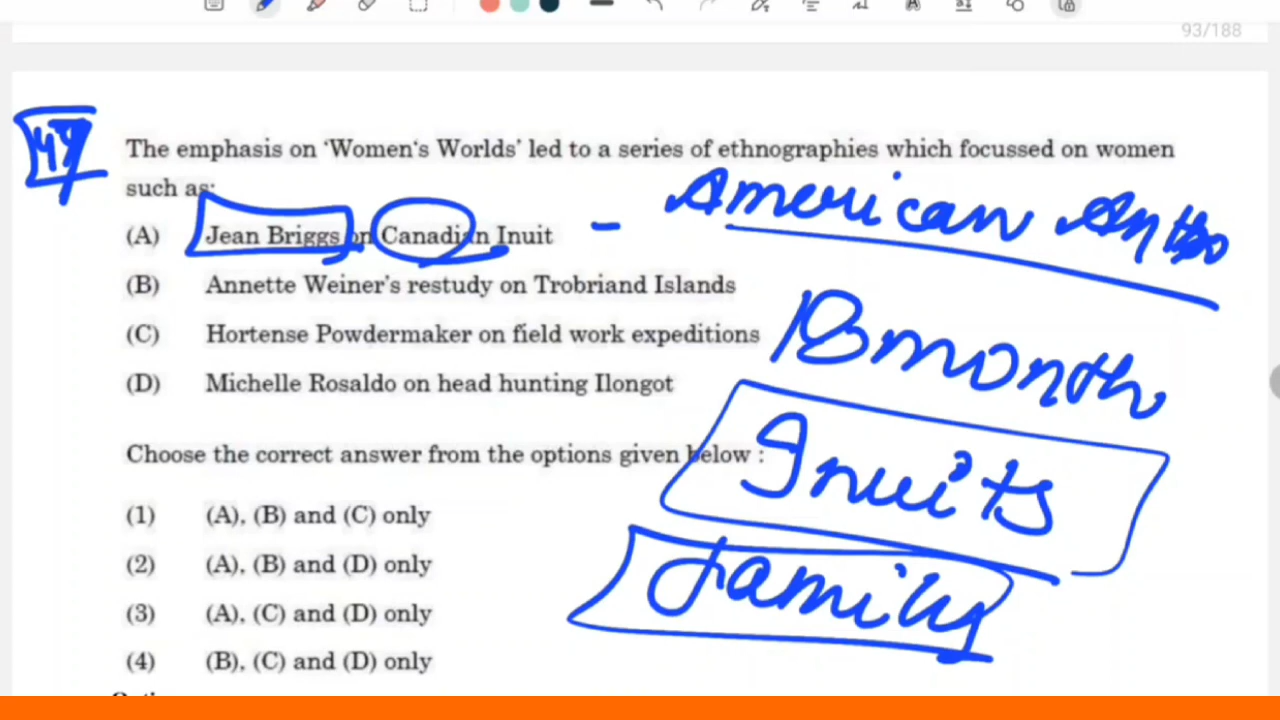 93/188
49
The emphasis on ‘Women‘s Worlds’ led to a series of ethnographies which focussed on women
such as:
(A) Jean Briggs on Canadian Inuit - American Anthro
(B) Annette Weiner's restudy on Trobriand Islands
(C) Hortense Powdermaker on field work expeditions
18 month
(D) Michelle Rosaldo on head hunting Ilongot
Choose the correct answer from the options given below :
Inuits
(1) (A), (B) and (C) only
(2) (A), (B) and (D) only
family
(3) (A), (C) and (D) only
(4) (B), (C) and (D) only